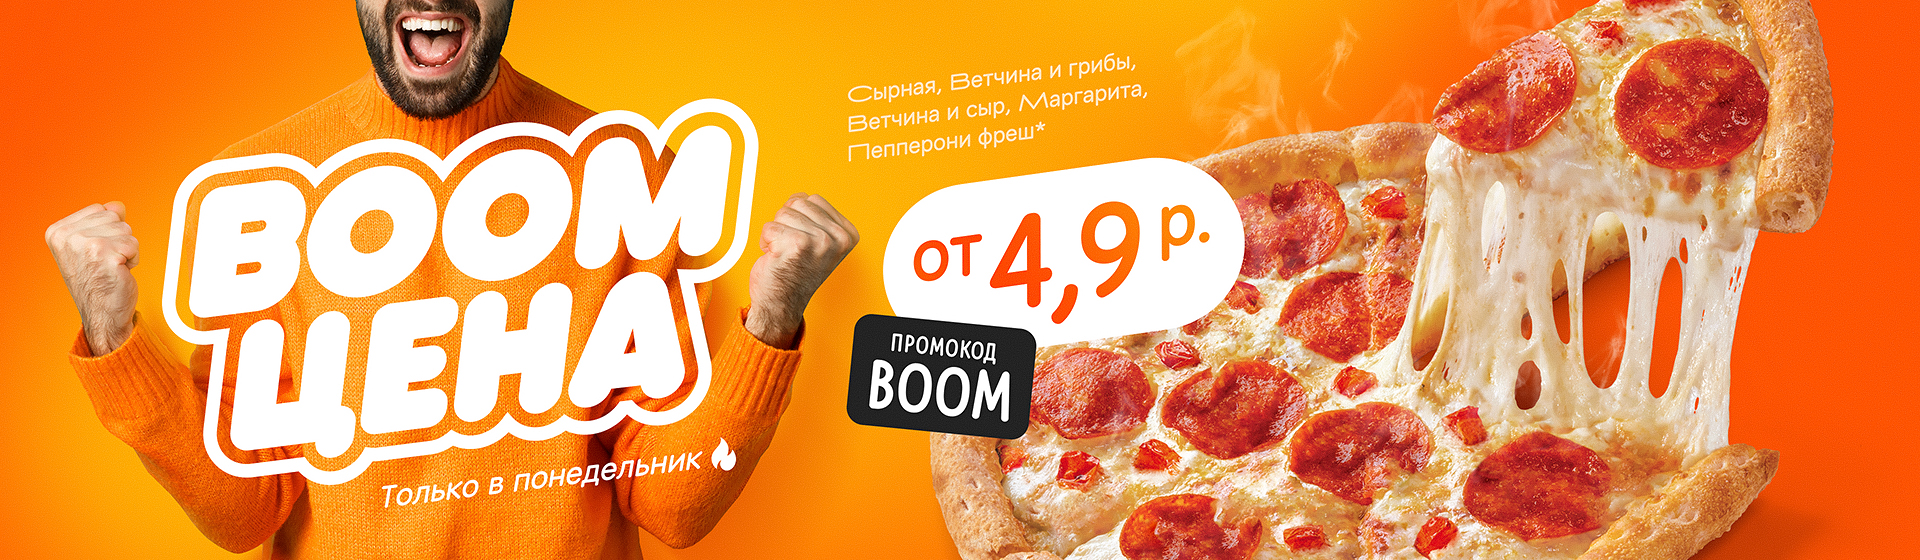 BOOM
ЦЕНА
Только в понедельник
Сырная, Ветчина и грибы,
Ветчина и сыр, Маргарита,
Пепперони фреш*
от 4,9 р.
ПРОМОКОД
BOOM